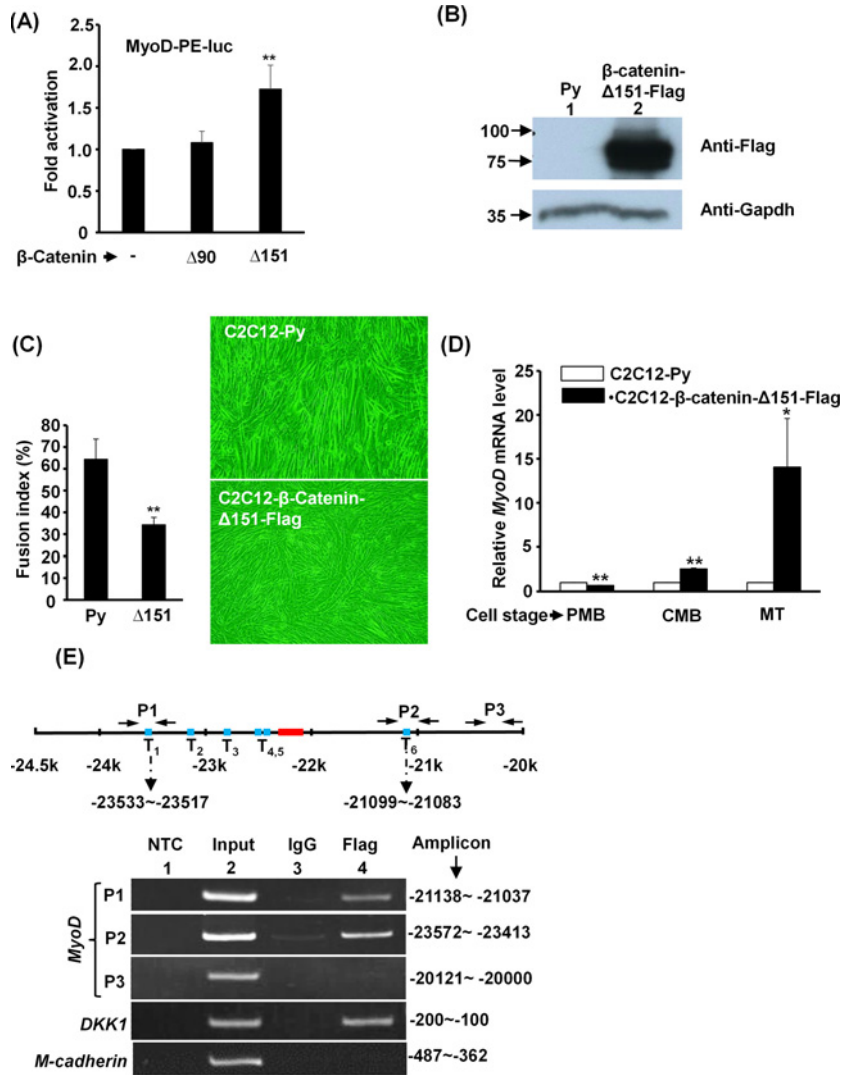 (A)
MyoD-PE-luc
Fold activation
2.5
2.0
1.5
1.0
0.5
0
**
β-Catenin
-
Δ90
Δ151
(B)
Py
1
β-catenin-
Δ151-Flag
2
100
75
Anti-Flag
35
Anti-Gapdh
(C)
Fusion index (%)
80
70
60
50
40
30
20
10
0
**
Py
Δ151
C2C12-Py
C2C12-β-Catenin-
Δ151-Flag
(D)
Relative MyoD mRNA level
25
20
15
10
5
0
C2C12-Py
•C2C12-β-catenin-Δ151-Flag
**
**
*
Cell stage
PMB
CMB
MT
(E)
P1
P2
P3
T1
T2
T3
T4,5
T6
-24.5k
-24k
-23k
-22k
-21k
-20k
-23533~-23517
-21099~-21083
NTC
Input
IgG
Flag
Amplicon
1
2
3
4
MyoD
P1
-21138~ -21037
P2
-23572~ -23413
P3
-20121~ -20000
DKK1
-200~-100
M-cadherin
-487~ -362